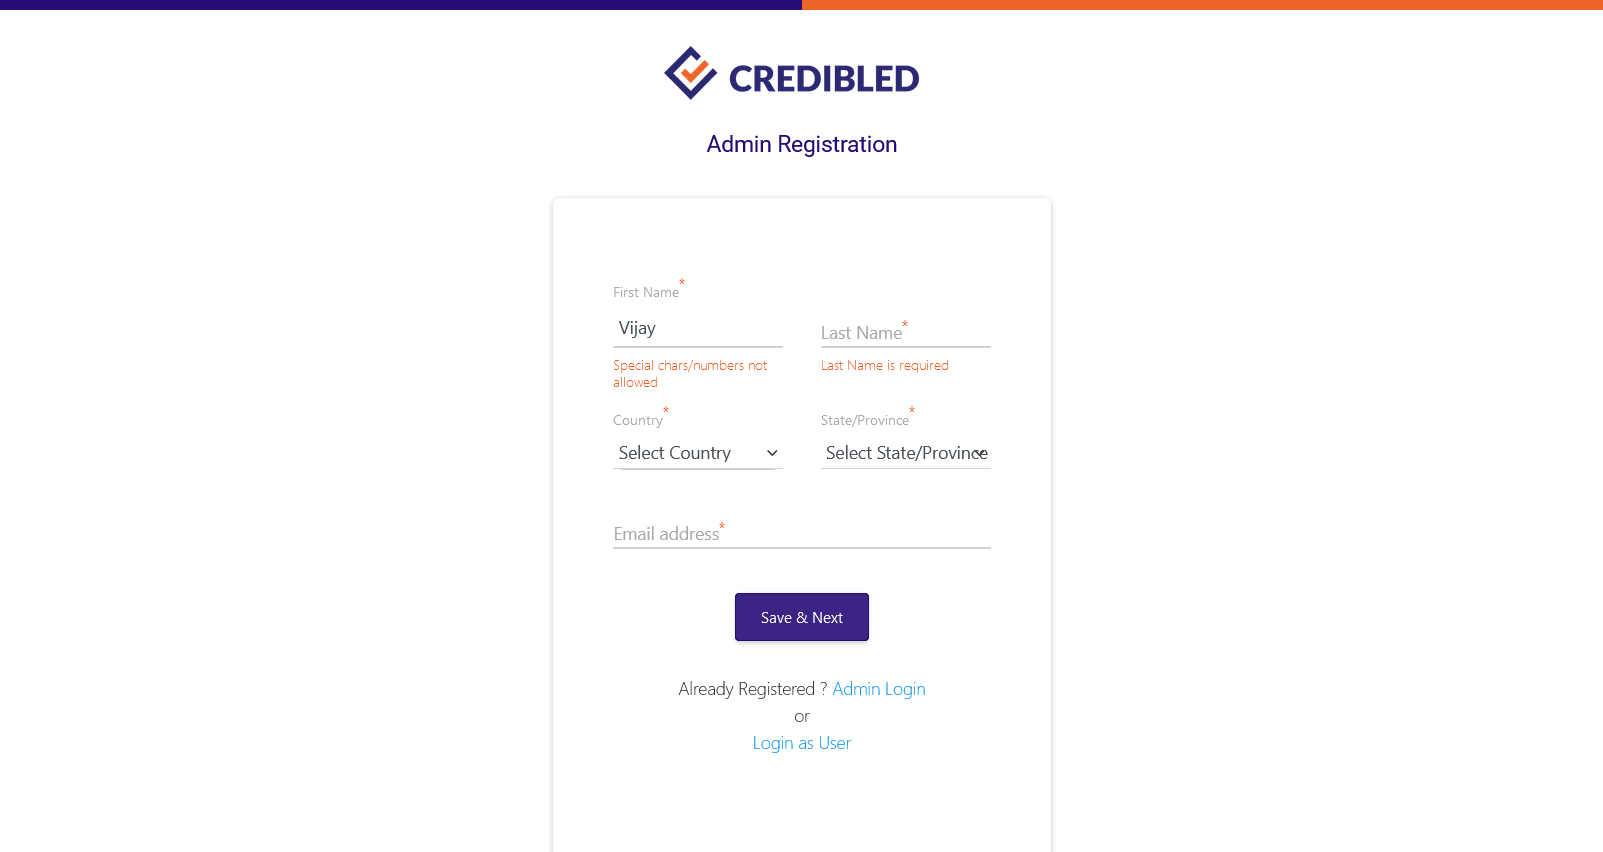 CREDIBLED
Admin Registration
First Name*
Vijay
Last Name*
Special chars/numbers not
allowed
Last Name is required
Country*
State/Province*
Select Country
Select State/Province
Email address*
Save & Next
Already Registered ? Admin Login
or
Login as User